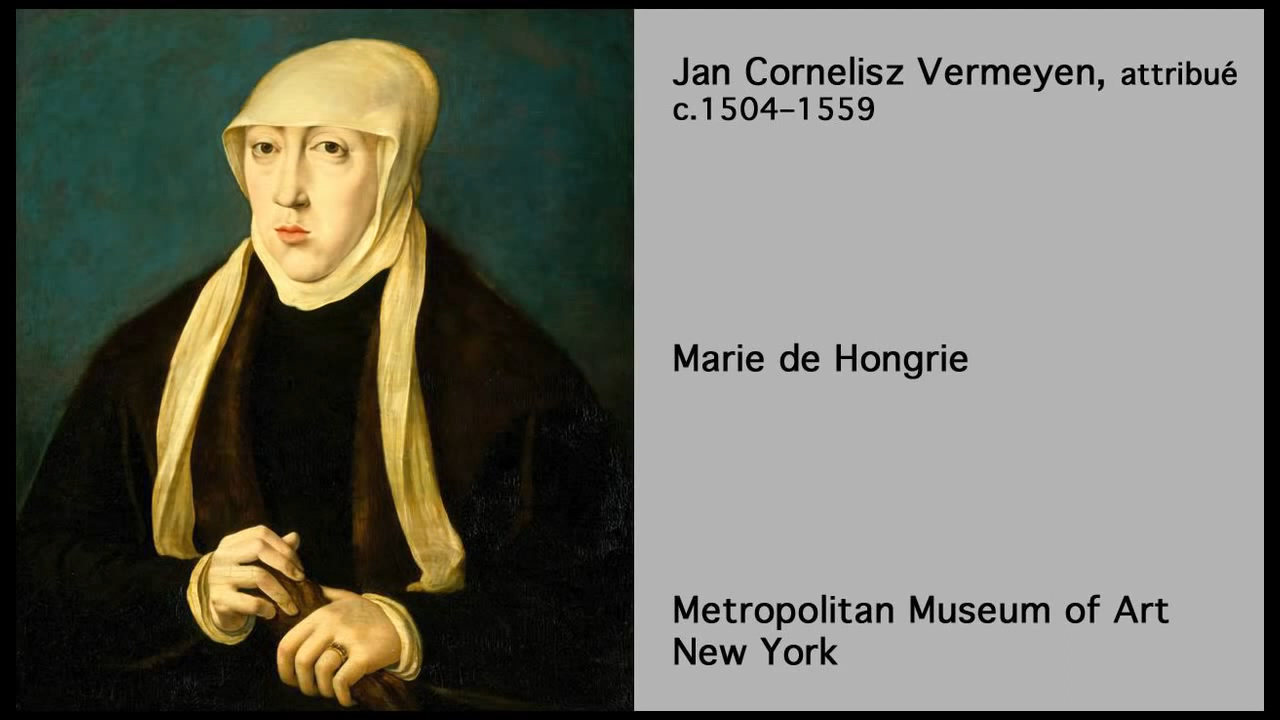 Jan Cornelisz Vermeyen, attribué
c.1504–1559
Marie de Hongrie
Metropolitan Museum of Art
New York